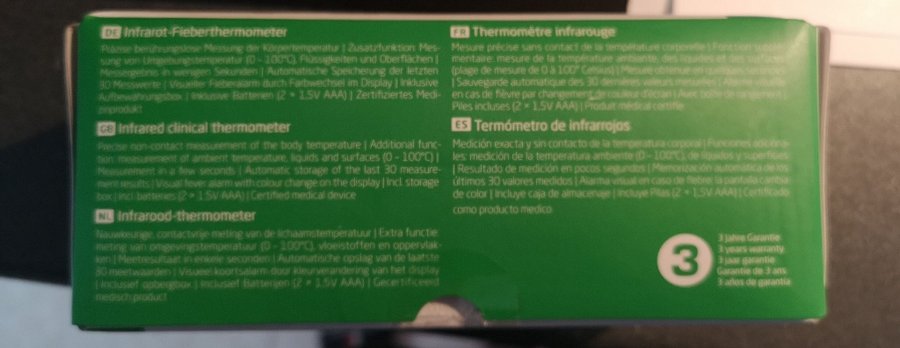 DE Infrarot-Fieberthermometer
Präzise berührungslose Messung der Körpertemperatur | Zusatzfunktion: Mes-
sung von Umgebungstemperatur (0 - 100°C), Flüssigkeiten und Oberflächen |
Messergebnis in wenigen Sekunden | Automatische Speicherung der letzten
30 Messwerte | Visueller Fieberalarm durch Farbwechsel im Display | Inklusive
Aufbewahrungsbox | Inklusive Batterien (2 × 1,5V AAA) | Zertifiziertes Medi-
zinprodukt
GB Infrared clinical thermometer
Precise non-contact measurement of the body temperature | Additional func-
tion: measurement of ambient temperature, liquids and surfaces (0 - 100°C) |
Measurement in a few seconds | Automatic storage of the last 30 measure-
ment results | Visual fever alarm with colour change on the display | Incl. storage
box | Incl. batteries (2 × 1.5V AAA) | Certified medical device
NL Infrarood-thermometer
Nauwkeurige, contactvrije meting van de lichaamstemperatuur | Extra functie:
meting van omgevingstemperatuur (0 - 100°C), vloeistoffen en oppervlak-
ken | Meetresultaat in enkele seconden | Automatische opslag van de laatste
30 meetwaarden | Visueel koortsalarm door kleurverandering van het display
| Inclusief opbergbox | Inclusief Batterijen (2 × 1,5V AAA) | Gecertificeerd
medisch product
FR Thermomètre infrarouge
Mesure précise sans contact de la température corporelle | Fonction supplé-
mentaire: mesure de la température ambiante, des liquides et des surfaces
(plage de mesure de 0 à 100° Celsius) | Mesure obtenue en quelques secondes
| Sauvegarde automatique des 30 dernières valeurs mesurées | Alarme visuelle
en cas de fièvre par changement de couleur d'écran | Avec boîte de rangement |
Piles incluses (2 × 1,5V AAA) | Produit médical certifié
ES Termómetro de infrarrojos
Medición exacta y sin contacto de la temperatura corporal | Funciones adiciona-
les: medición de la temperatura ambiente (0 - 100°C), de líquidos y superficies
| Resultado de medición en pocos segundos | Memorización automática de los
últimos 30 valores medidos | Alarma visual en caso de fiebre: la pantalla cambia
de color | Incluye caja de almacenaje | Incluye Pilas (2 × 1,5V AAA) | Certificado
como producto medico.
3
3 Jahre Garantie
3 years warranty
3 jaar garantie
Garantie de 3 ans
3 años de garantía